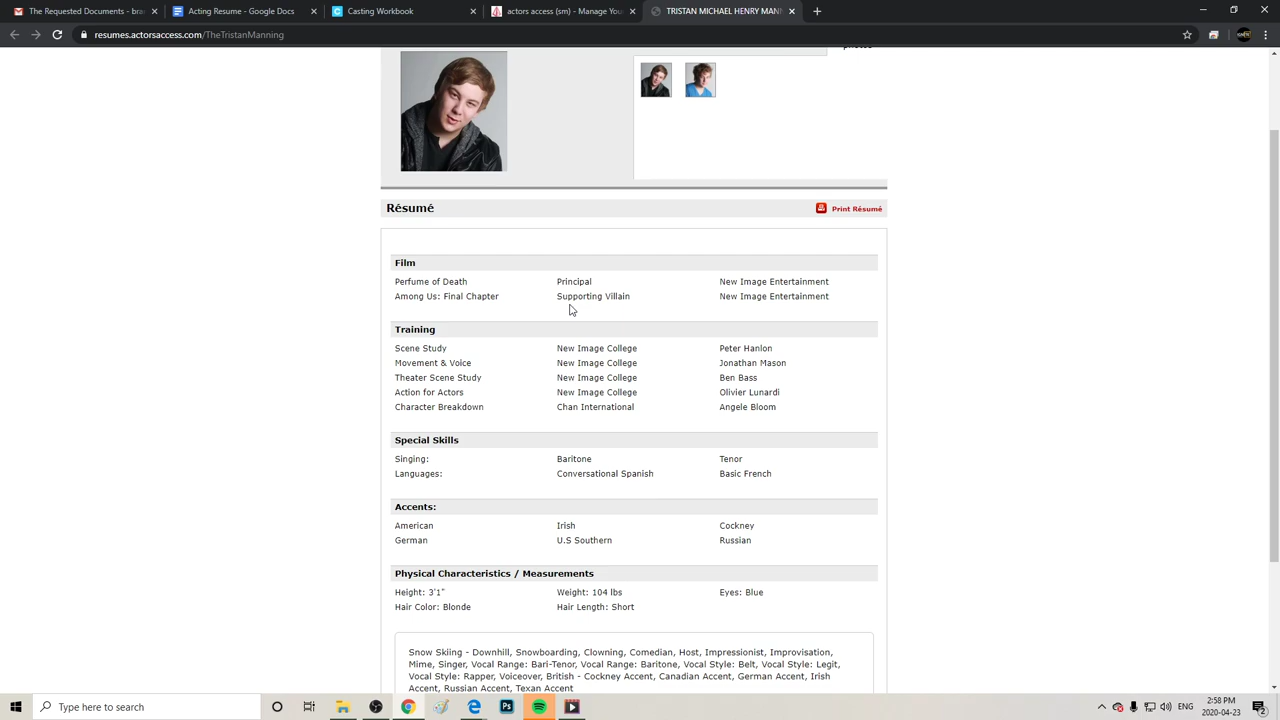 The Requested Documents - bra
Acting Resume - Google Docs
Casting Workbook
actors access (sm) - Manage You
TRISTAN MICHAEL HENRY MAN
resumes.actorsaccess.com/TheTristanManning
photos
Résumé
Print Résumé
Film
Perfume of Death Principal New Image Entertainment
Among Us: Final Chapter Supporting Villain New Image Entertainment
Training
Scene Study New Image College Peter Hanlon
Movement & Voice New Image College Jonathan Mason
Theater Scene Study New Image College Ben Bass
Action for Actors New Image College Olivier Lunardi
Character Breakdown Chan International Angele Bloom
Special Skills
Singing: Baritone Tenor
Languages: Conversational Spanish Basic French
Accents:
American Irish Cockney
German U.S Southern Russian
Physical Characteristics / Measurements
Height: 3'1" Weight: 104 lbs Eyes: Blue
Hair Color: Blonde Hair Length: Short
Snow Skiing - Downhill, Snowboarding, Clowning, Comedian, Host, Impressionist, Improvisation,
Mime, Singer, Vocal Range: Bari-Tenor, Vocal Range: Baritone, Vocal Style: Belt, Vocal Style: Legit,
Vocal Style: Rapper, Voiceover, British - Cockney Accent, Canadian Accent, German Accent, Irish
Accent, Russian Accent, Texan Accent
Type here to search
2:58 PM
2020-04-23